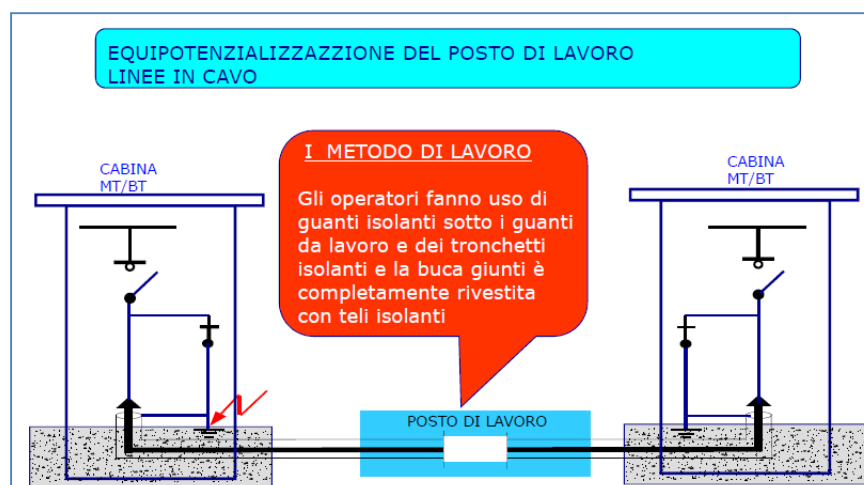 EQUIPOTENZIALIZZAZZIONE DEL POSTO DI LAVORO
LINEE IN CAVO
CABINA
MT/BT
I METODO DI LAVORO
Gli operatori fanno uso di
guanti isolanti sotto i guanti
da lavoro e dei tronchetti
isolanti e la buca giunti è
completamente rivestita
con teli isolanti
CABINA
MT/BT
POSTO DI LAVORO